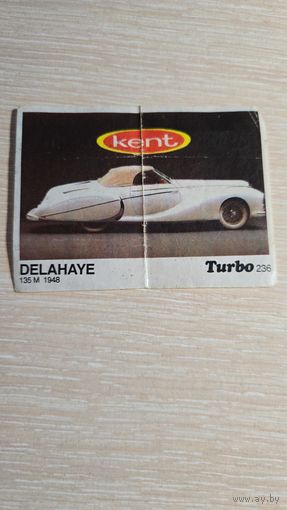 kent
DELAHAYE
135 M 1948
Turbo 236
www.ay.by